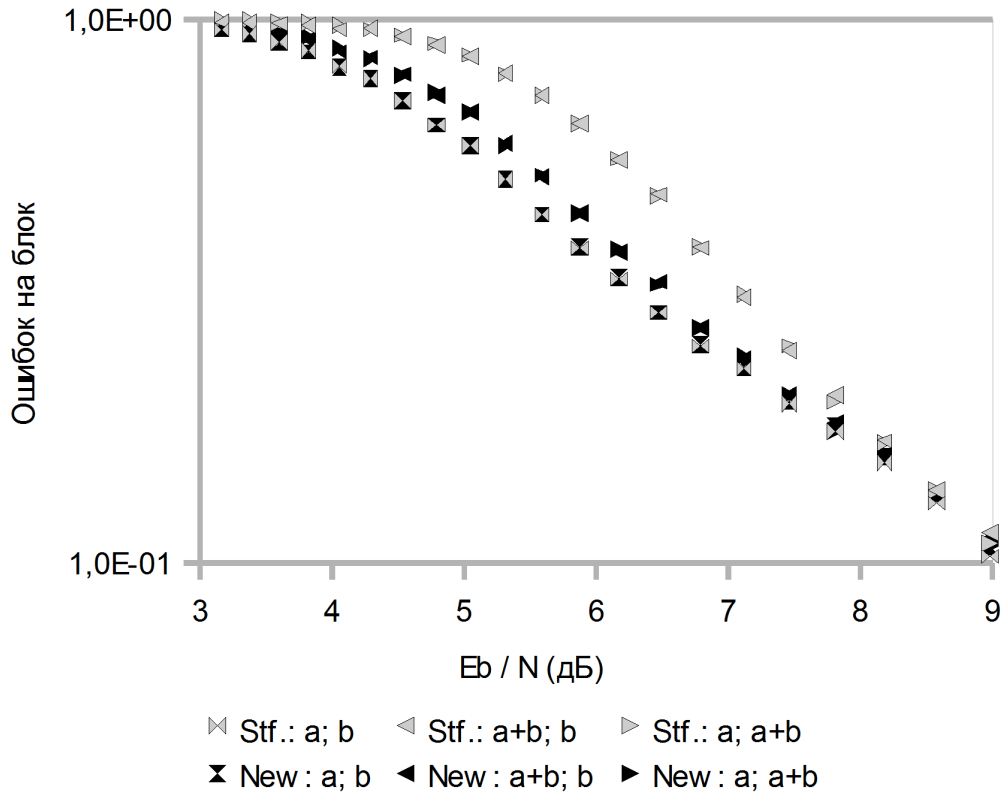 1,0E+00
Ошибок на блок
1,0E-01
3 4 5 6 7 8 9
Eb / N (дБ)
Stf.: a; b Stf.: a+b; b Stf.: a; a+b
New : a; b New : a+b; b New : a; a+b